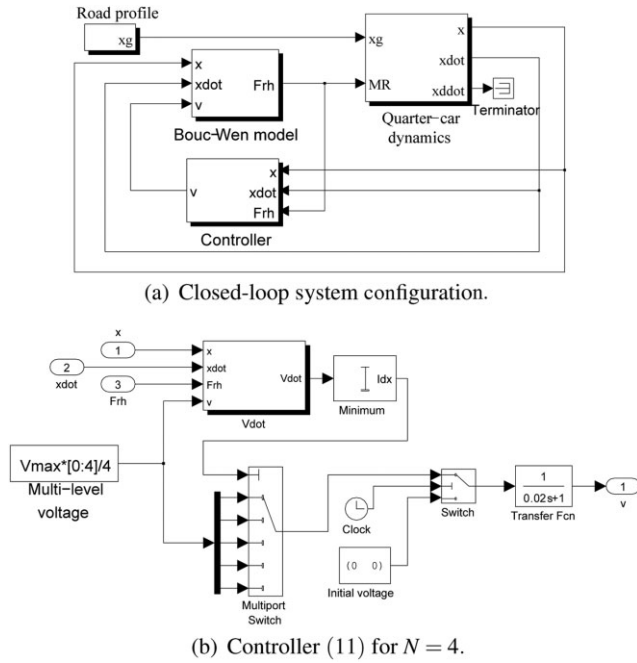 Road profile
xg
x
xdot
v
Frh
Bouc-Wen model
xg
MR
x
xdot
xddot
Quarter-car
dynamics
Terminator
v
x
xdot
Frh
Controller
(a) Closed-loop system configuration.
x
1
2
xdot
3
Frh
x
xdot
Frh
v
Vdot
Vdot
Idx
Minimum
Vmax*[0:4]/4
Multi-level
voltage
Multiport
Switch
Clock
(0 0)
Initial voltage
Switch
1
0.02s+1
Transfer Fcn
1
v
(b) Controller (11) for N = 4.